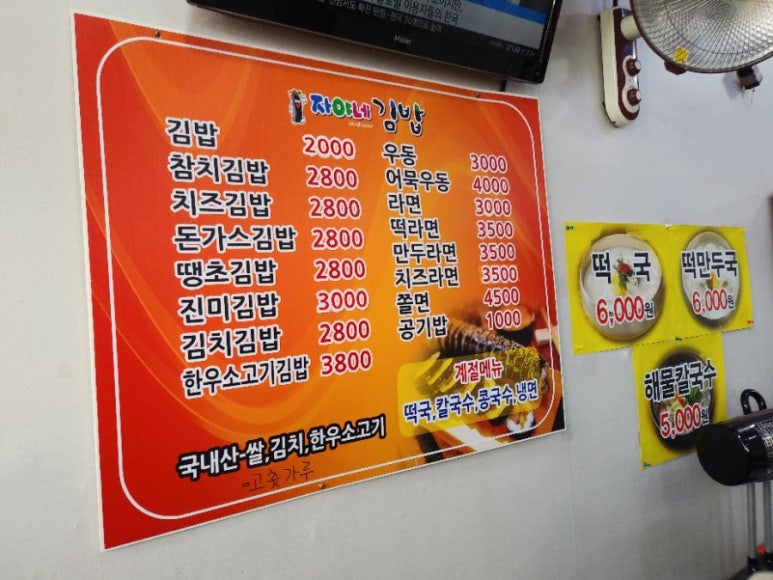 Haier
자야네 김밥
김밥 2000
참치김밥 2800
치즈김밥 2800
돈가스김밥 2800
땡초김밥 2800
진미김밥 3000
김치김밥 2800
한우소고기김밥 3800
우동 3000
어묵우동 4000
라면 3000
떡라면 3500
만두라면 3500
치즈라면 3500
쫄면 4500
공기밥 1000
계절메뉴
떡국,칼국수,콩국수,냉면
국내산-쌀,김치,한우소고기
고춧가루
떡국
6,000원
떡만두국
6,000원
해물칼국수
5,000원